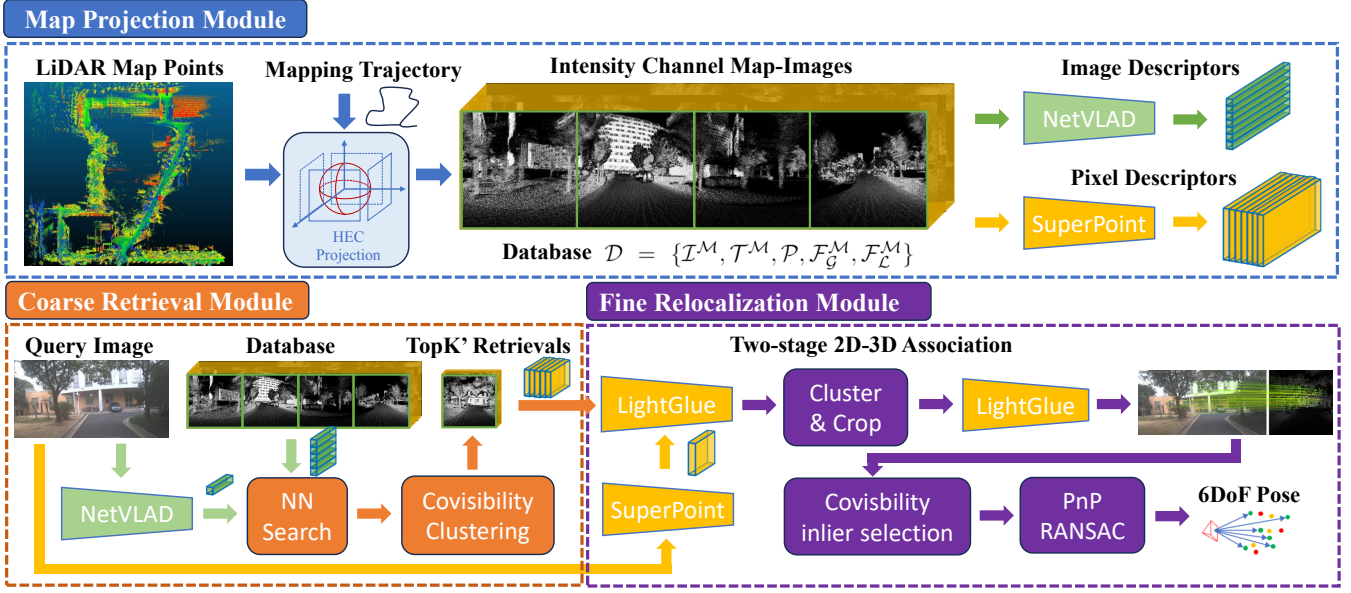 Map Projection Module
LiDAR Map Points
Mapping Trajectory
HEC
Projection
Intensity Channel Map-Images
Database 𝒟 = {ℐ^ℳ, 𝒯^ℳ, 𝒫, ℱ_𝒢^ℳ, ℱ_ℒ^ℳ}
Image Descriptors
NetVLAD
Pixel Descriptors
SuperPoint
Coarse Retrieval Module
Query Image
Database
TopK’ Retrievals
NetVLAD
NN
Search
Covisibility
Clustering
Fine Relocalization Module
Two-stage 2D-3D Association
LightGlue
Cluster
& Crop
LightGlue
SuperPoint
Covisbility
inlier selection
PnP
RANSAC
6DoF Pose